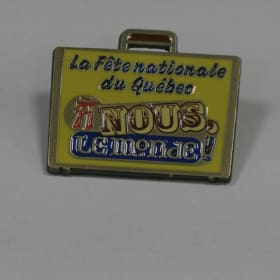 La Fête nationale
du Québec
À NOUS,
LE MONDE!